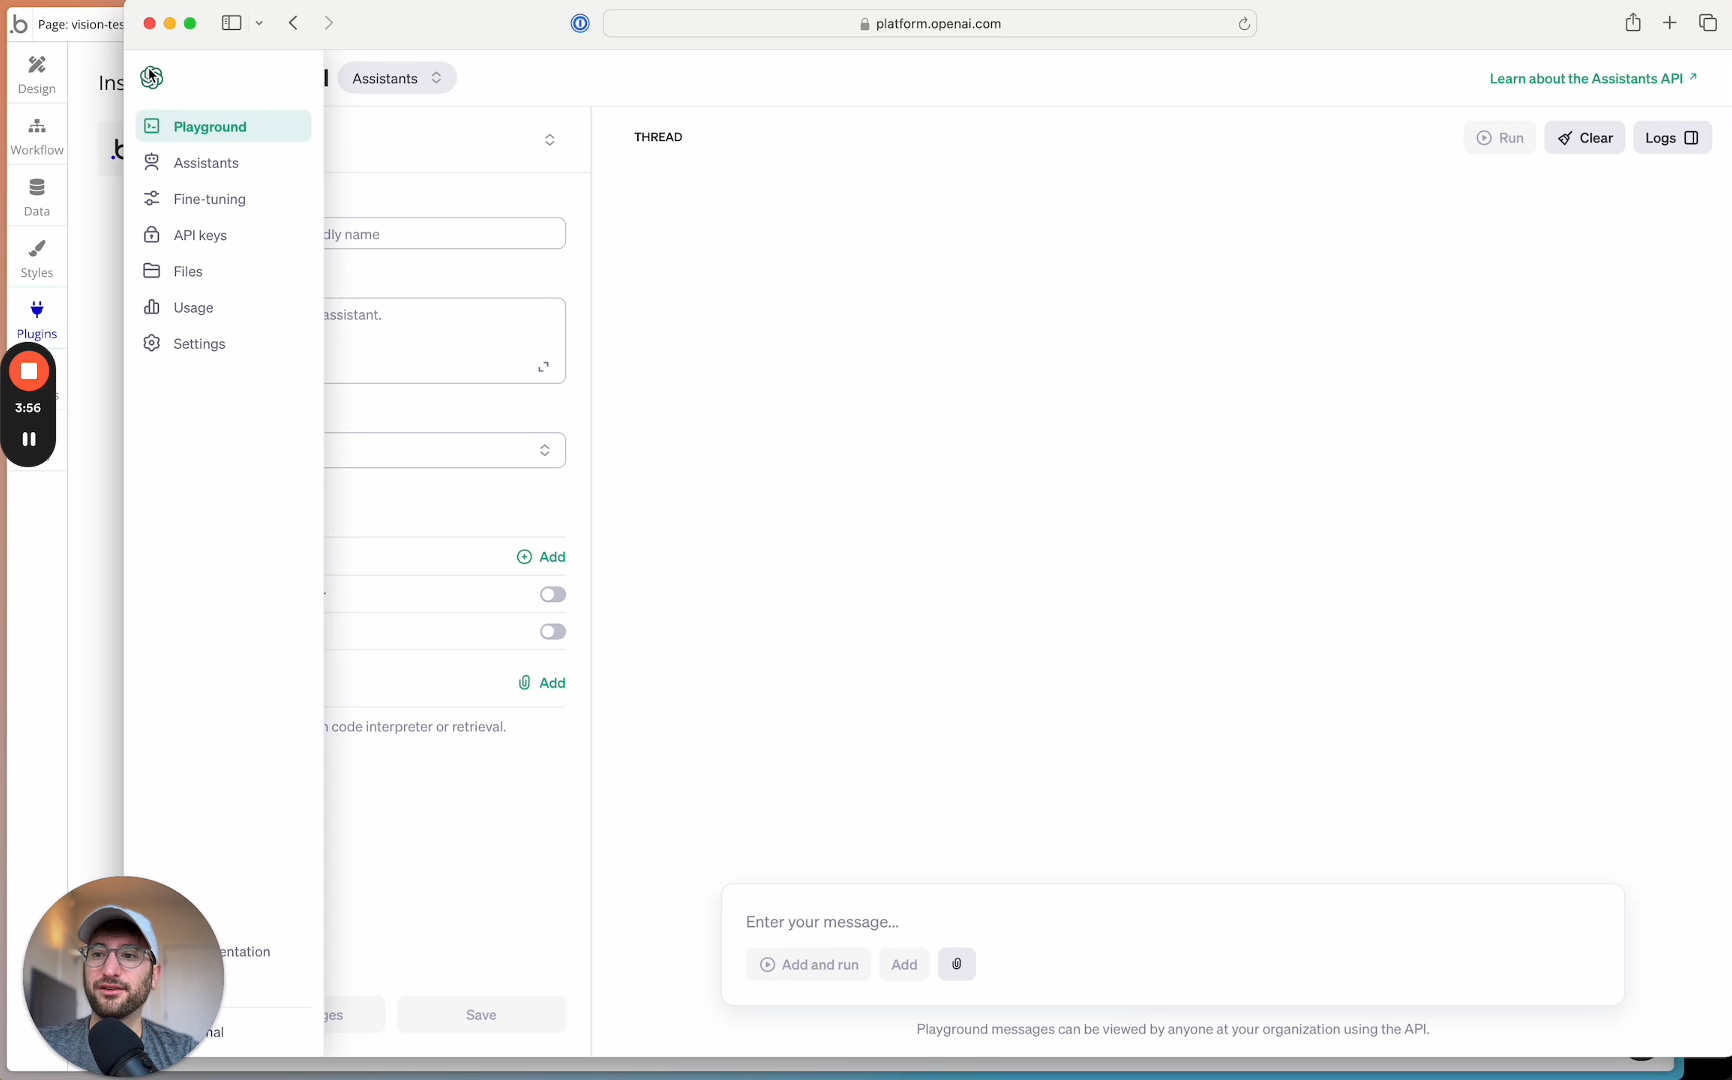 Page: vision-tes
platform.openai.com
Design
Workflow
Data
Styles
Plugins
3:56
Ins
Assistants
Learn about the Assistants API
Playground
Assistants
Fine-tuning
API keys
Files
Usage
Settings
dly name
assistant.
Add
Add
n code interpreter or retrieval.
entation
nal
ges
Save
THREAD
Run
Clear
Logs
Enter your message...
Add and run
Add
Playground messages can be viewed by anyone at your organization using the API.